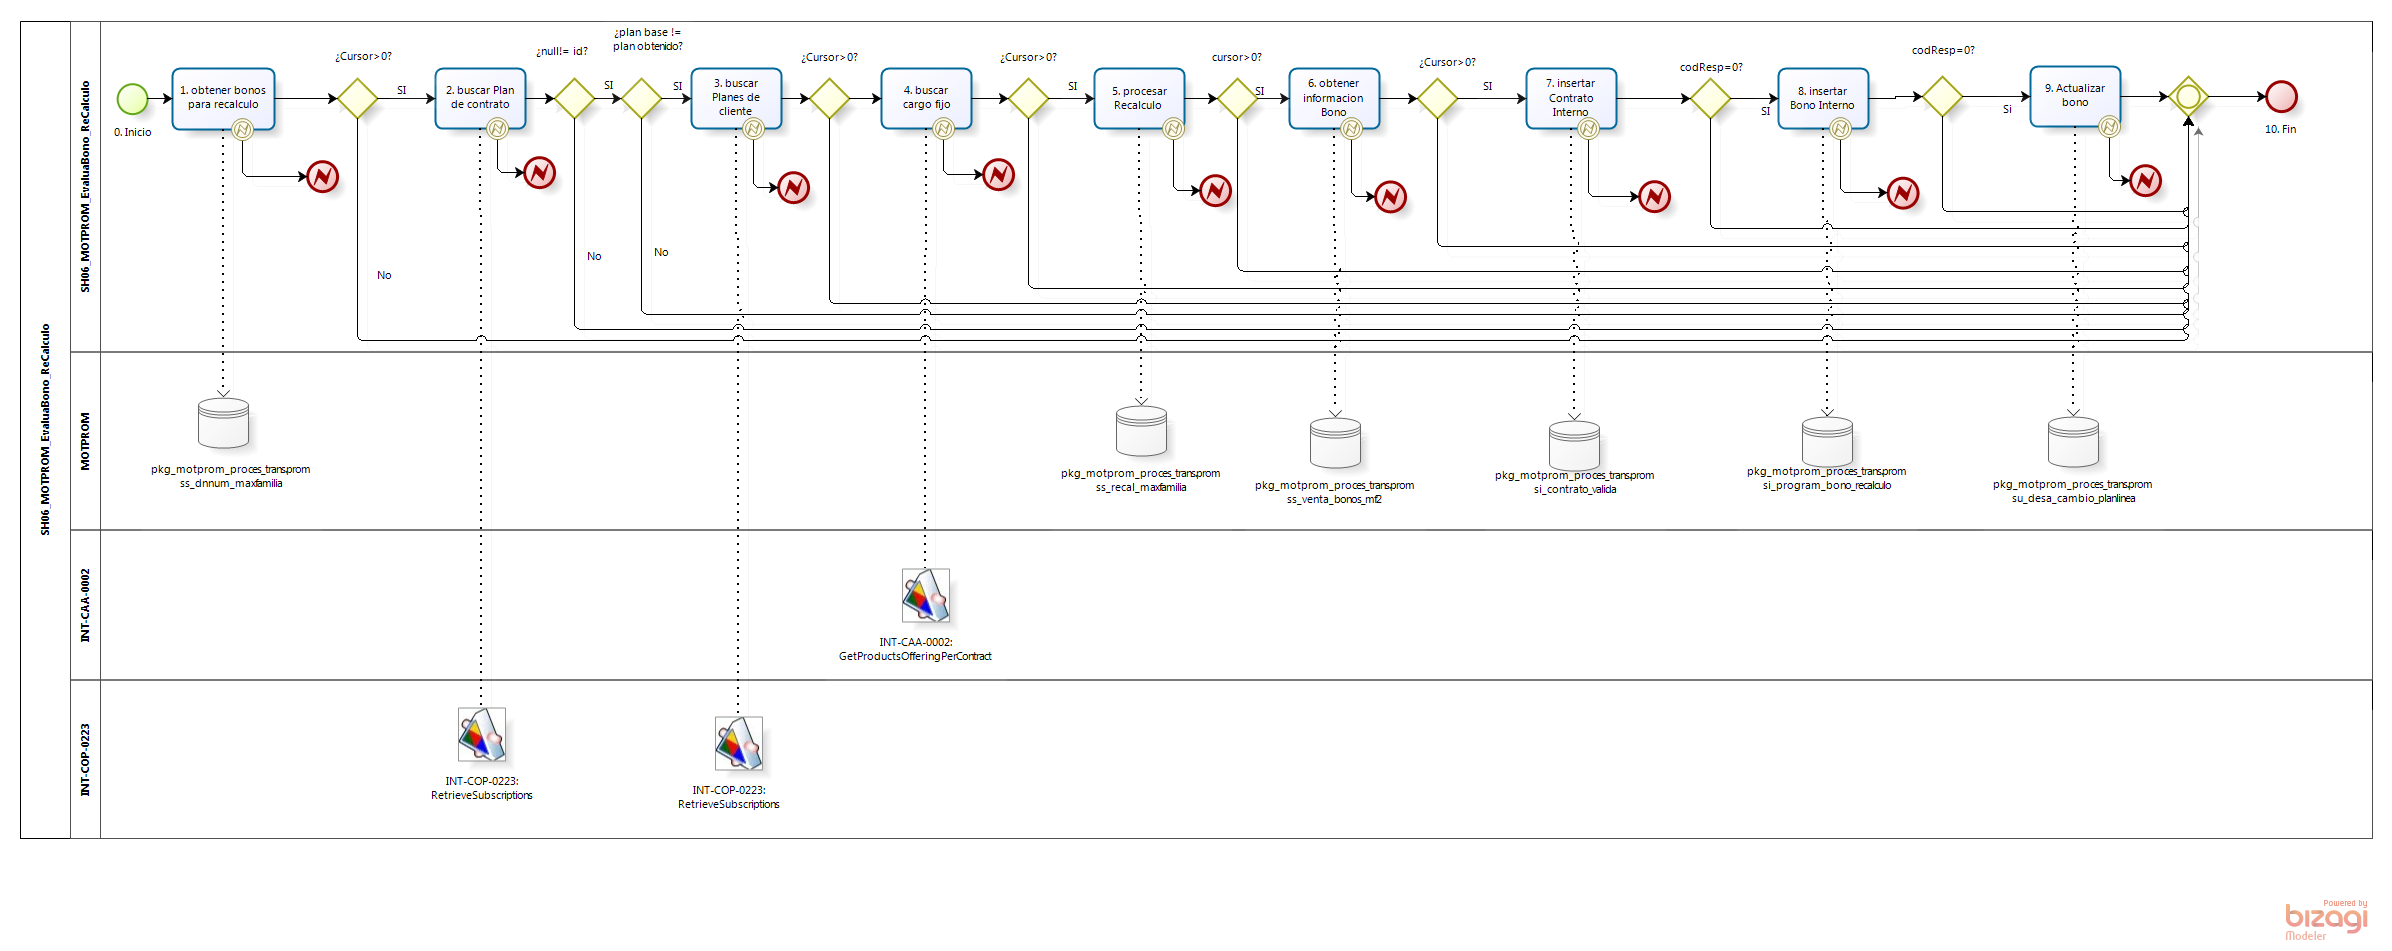 SH06_MOTPROM_EvaluaBono_ReCalculo
SH06_MOTPROM_EvaluaBono_ReCalculo
0. Inicio
1. obtener bonos
para recalculo
¿Cursor>0?
SI
No
2. buscar Plan
de contrato
¿null!= id?
SI
No
¿plan base !=
plan obtenido?
SI
No
3. buscar
Planes de
cliente
¿Cursor>0?
4. buscar
cargo fijo
¿Cursor>0?
SI
5. procesar
Recalculo
cursor>0?
SI
6. obtener
informacion
Bono
¿Cursor>0?
SI
7. insertar
Contrato
Interno
codResp=0?
SI
8. insertar
Bono Interno
codResp=0?
Si
9. Actualizar
bono
10. Fin
MOTPROM
pkg_motprom_proces_transprom
ss_dnnum_maxfamilia
pkg_motprom_proces_transprom
ss_recal_maxfamilia
pkg_motprom_proces_transprom
ss_venta_bonos_mf2
pkg_motprom_proces_transprom
si_contrato_valida
pkg_motprom_proces_transprom
si_program_bono_recalculo
pkg_motprom_proces_transprom
su_desa_cambio_planlinea
INT-CAA-0002
INT-CAA-0002:
GetProductsOfferingPerContract
INT-COP-0223
INT-COP-0223:
RetrieveSubscriptions
INT-COP-0223:
RetrieveSubscriptions
Powered by
bizagi
Modeler